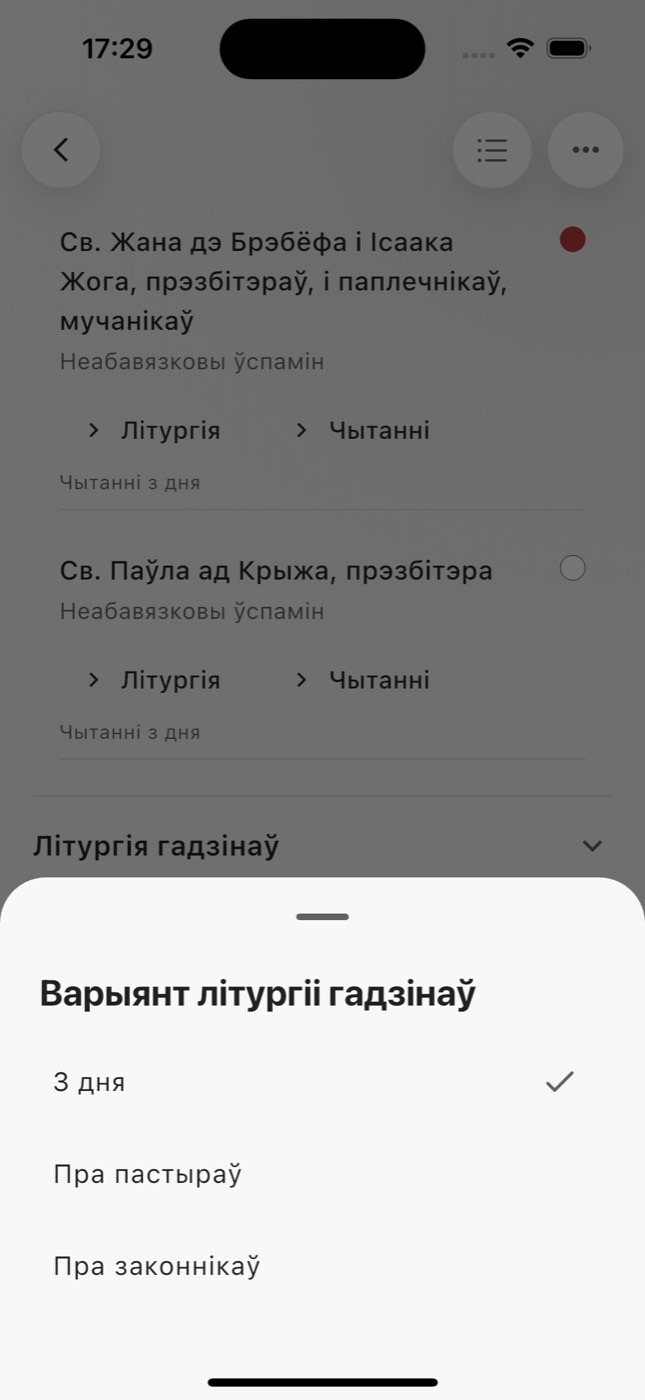 17:29
Св. Жана дэ Брэбёфа і Ісаака
Жога, прэзбітэраў, і паплечнікаў,
мучанікаў
Неабавязковы ўспамін
Літургія Чытанні
Чытанні з дня
Св. Паўла ад Крыжа, прэзбітэра
Неабавязковы ўспамін
Літургія Чытанні
Чытанні з дня
Літургія гадзінаў
Варыянт літургіі гадзінаў
З дня
Пра пастыраў
Пра законнікаў